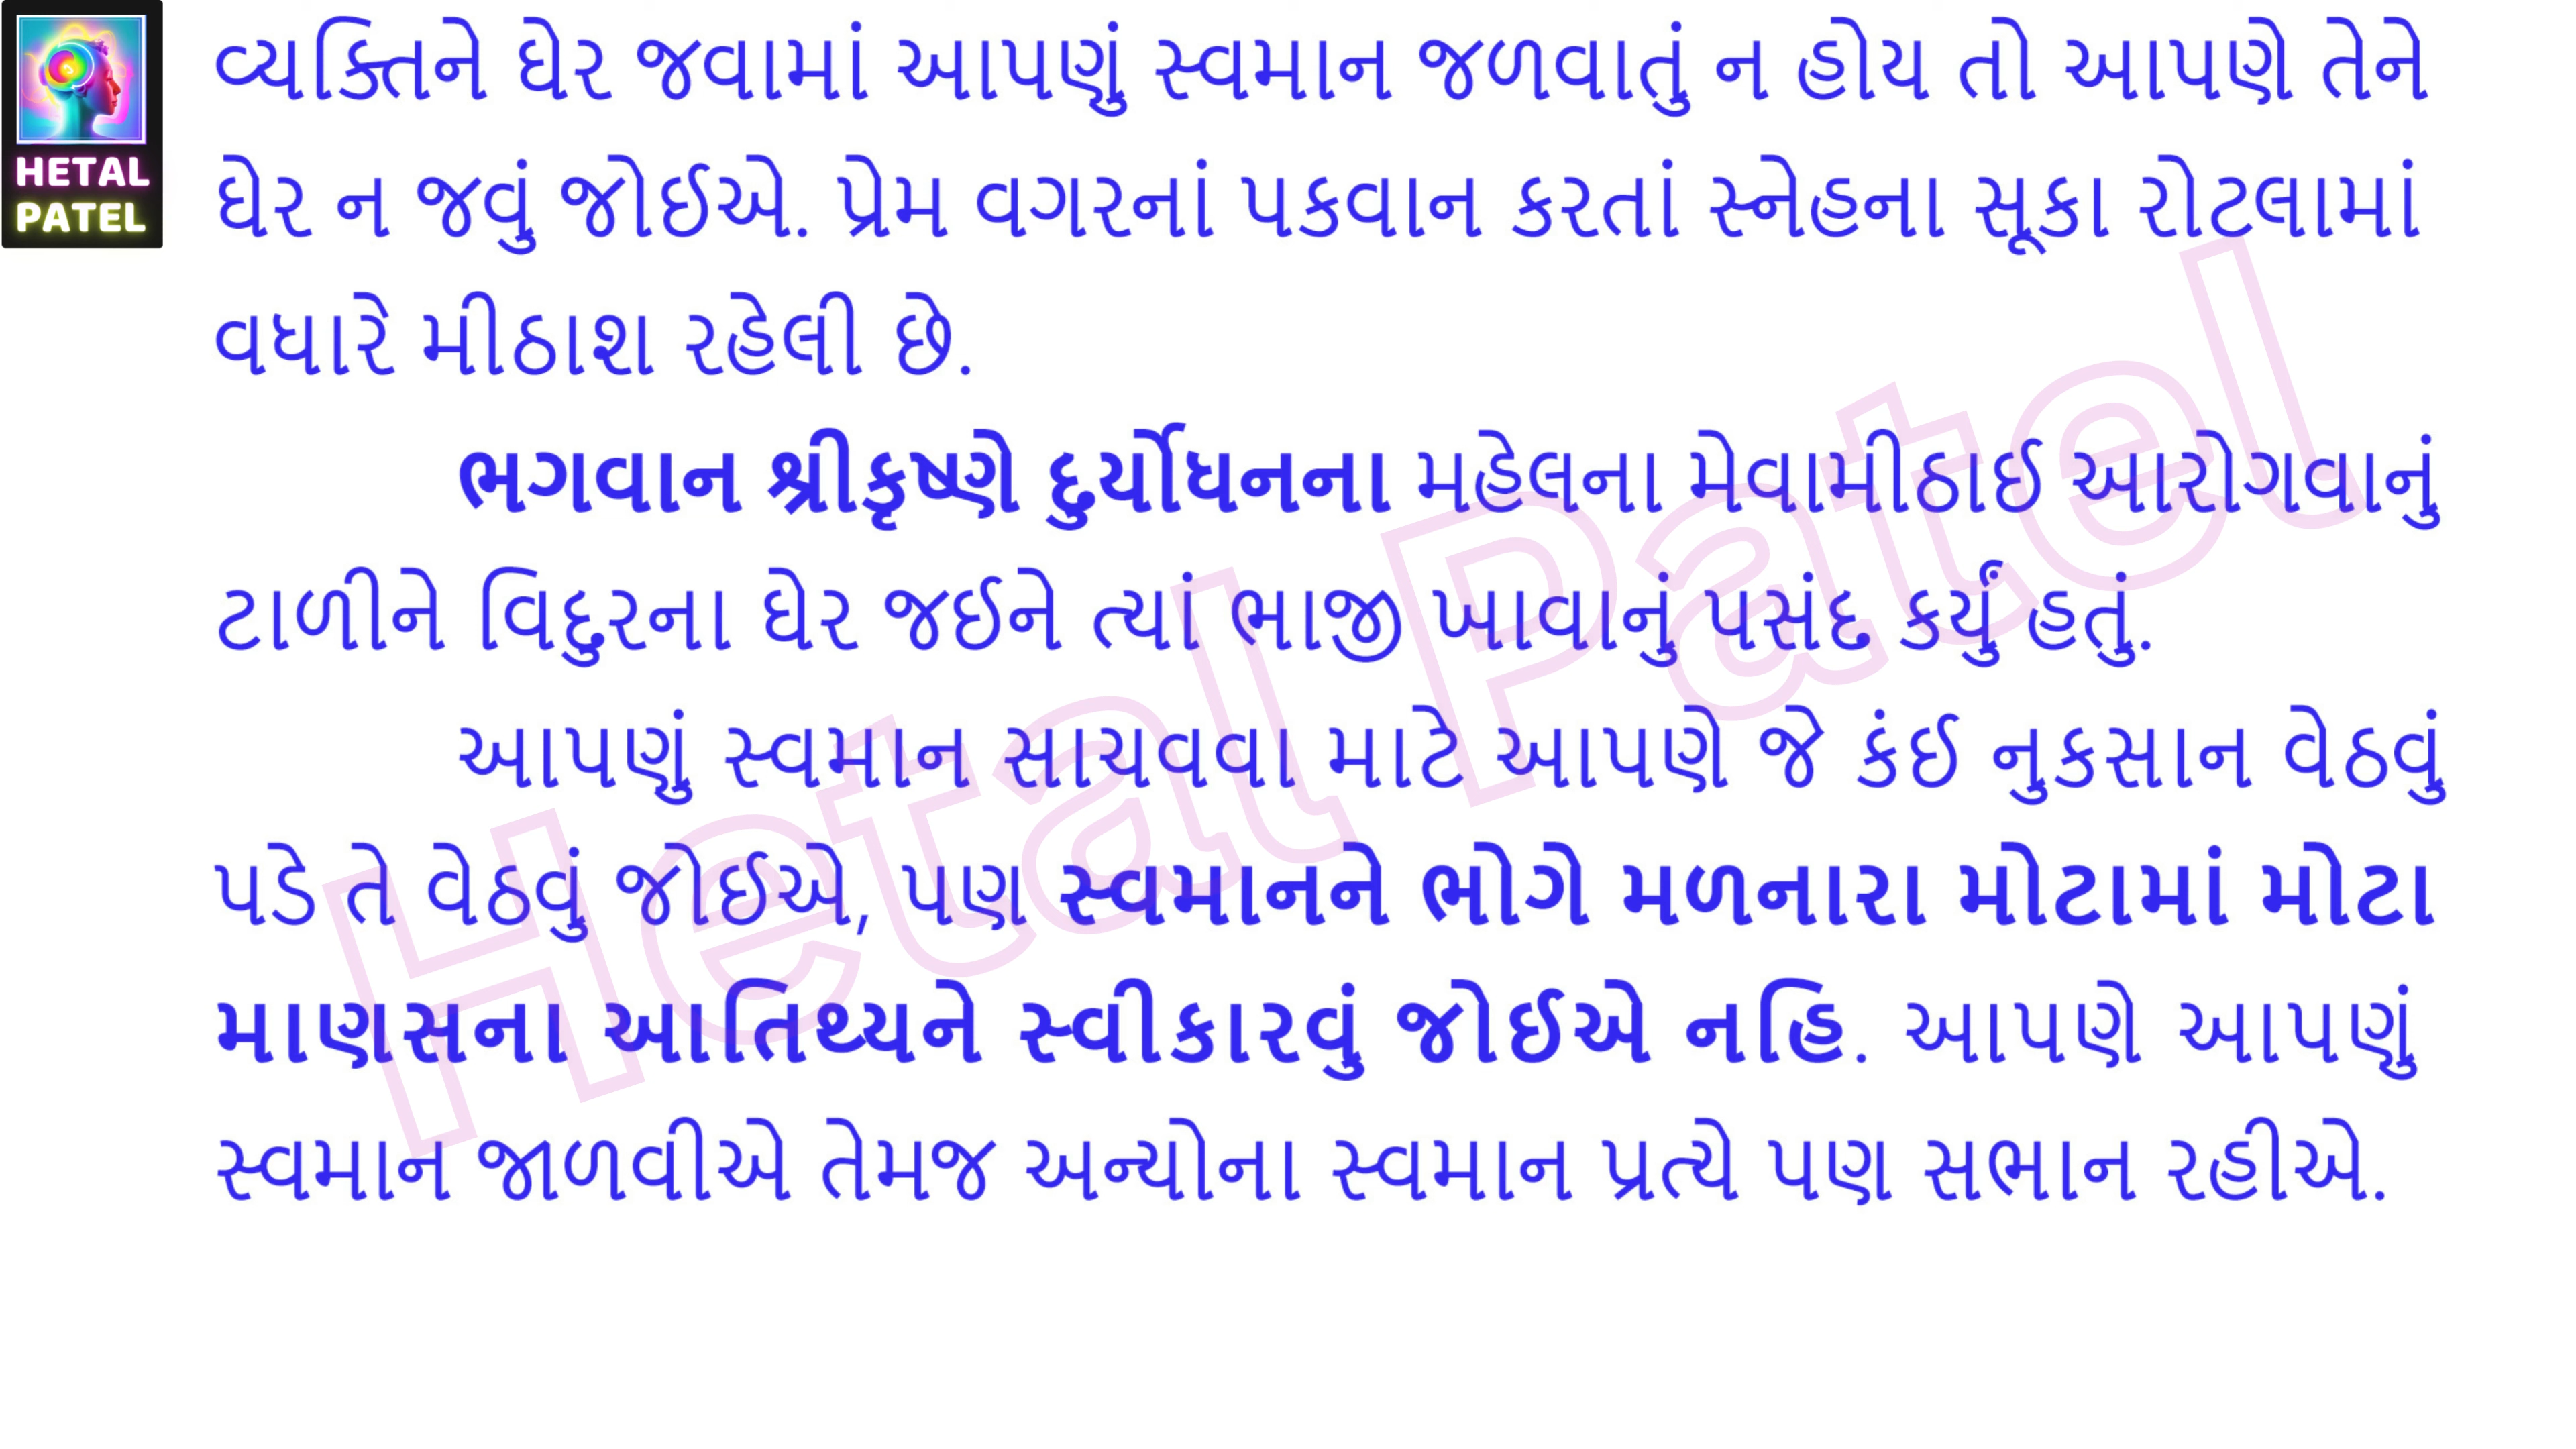 HETAL
PATEL
વ્યક્તિને ઘેર જવામાં આપણું સ્વમાન જળવાતું ન હોય તો આપણે તેને
ઘેર ન જવું જોઈએ. પ્રેમ વગરનાં પકવાન કરતાં સ્નેહના સૂકા રોટલામાં
વધારે મીઠાશ રહેલી છે.
ભગવાન શ્રીકૃષ્ણે દુર્યોધનના મહેલના મેવામીઠાઈ આરોગવાનું
ટાળીને વિદુરના ઘેર જઈને ત્યાં ભાજી ખાવાનું પસંદ કર્યું હતું.
આપણું સ્વમાન સાચવવા માટે આપણે જે કંઈ નુકસાન વેઠવું
પડે તે વેઠવું જોઈએ, પણ સ્વમાનને ભોગે મળનારા મોટામાં મોટા
માણસના આતિથ્યને સ્વીકારવું જોઈએ નહિ. આપણે આપણું
સ્વમાન જાળવીએ તેમજ અન્યોના સ્વમાન પ્રત્યે પણ સભાન રહીએ.
Hetal Patel